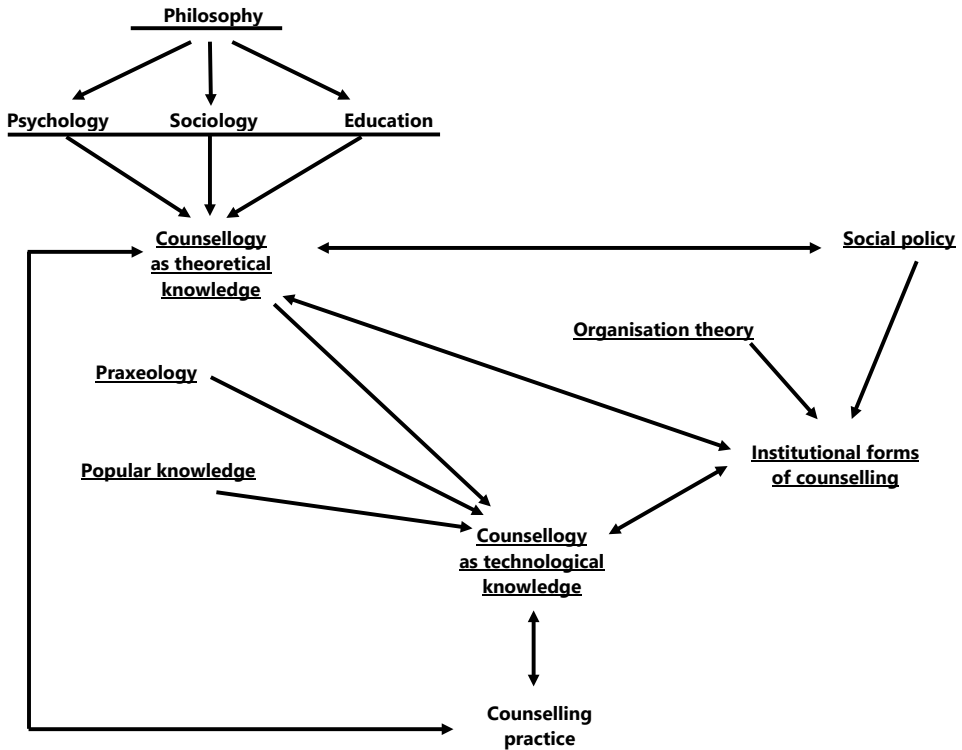 Philosophy
Psychology Sociology Education
Counsellogy
as theoretical
knowledge
Social policy
Organisation theory
Praxeology
Institutional forms
of counselling
Popular knowledge
Counsellogy
as technological
knowledge
Counselling
practice